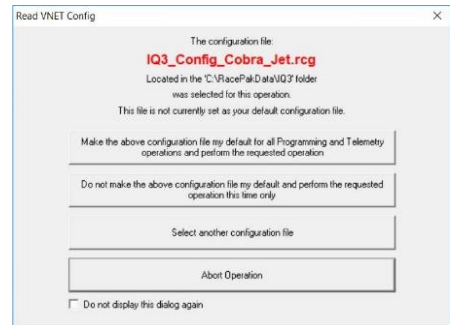 Read VNET Config
The configuration file:
IQ3_Config_Cobra_Jet.rcg
Located in the 'C:\RacePakData\IQ3' folder
was selected for this operation.
This file is not currently set as your default configuration file.
Make the above configuration file my default for all Programming and Telemetry
operations and perform the requested operation
Do not make the above configuration file my default and perform the requested
operation this time only
Select another configuration file
Abort Operation
Do not display this dialog again